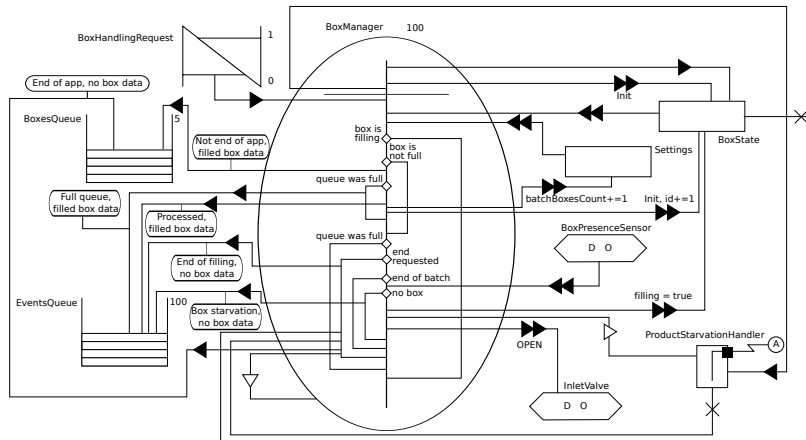 BoxManager 100
BoxHandlingRequest
1
0
End of app, no box data
BoxesQueue
5
Not end of app,
filled box data
box is
filling
box is
not full
queue was full
Full queue,
filled box data
Processed,
filled box data
End of filling,
no box data
Box starvation,
no box data
EventsQueue
100
queue was full
end
requested
end of batch
no box
Init
BoxState
Settings
batchBoxesCount+=1
Init, id+=1
BoxPresenceSensor
D O
filling = true
OPEN
ProductStarvationHandler
A
InletValve
D O